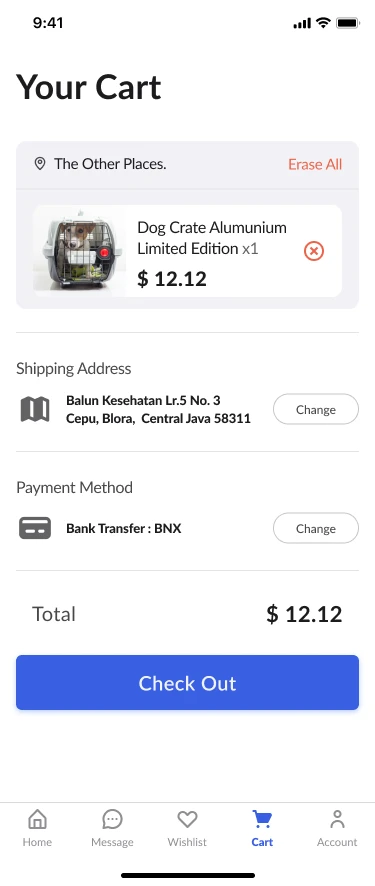 9:41
Your Cart
The Other Places.
Erase All
Dog Crate Alumunium
Limited Edition x1
$ 12.12
Shipping Address
Balun Kesehatan Lr.5 No. 3
Cepu, Blora,  Central Java 58311
Change
Payment Method
Bank Transfer : BNX
Change
Total
$ 12.12
Check Out
Home
Message
Wishlist
Cart
Account